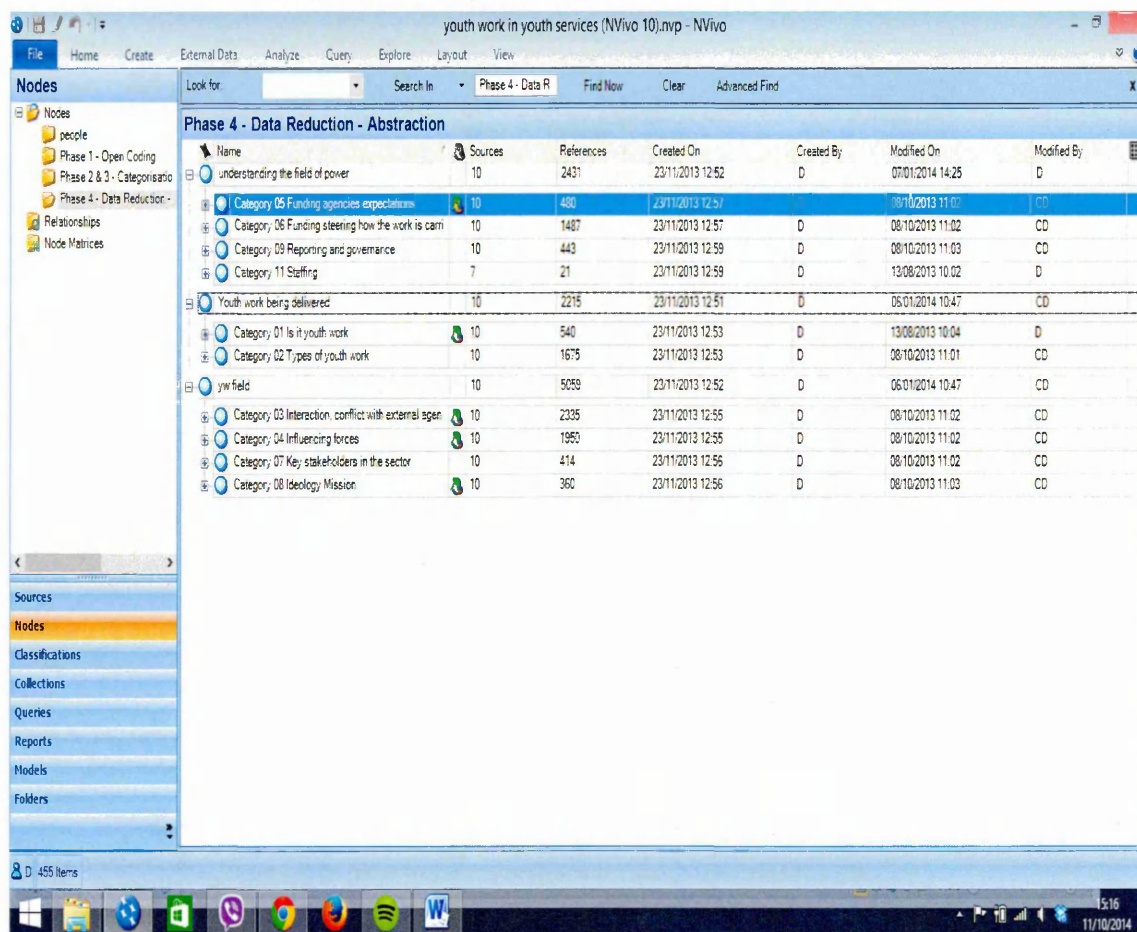 youth work in youth services (NVivo 10).nvp - NVivo
File Home Create External Data Analyze Query Explore Layout View
Nodes
Look for: Search In Phase 4 - Data R Find Now Clear Advanced Find x
Nodes
people
Phase 1 - Open Coding
Phase 2 & 3 - Categorisatio
Phase 4 - Data Reduction -
Relationships
Node Matrices
Phase 4 - Data Reduction - Abstraction
Name Sources References Created On Created By Modified On Modified By
understanding the field of power 10 2431 23/11/2013 12:52 D 07/01/2014 14:25 D
Category 05 Funding agencies expectations 10 480 23/11/2013 12:57 08/10/2013 11:02 CD
Category 06 Funding steering how the work is carri 10 1487 23/11/2013 12:57 D 08/10/2013 11:02 CD
Category 09 Reporting and governance 10 443 23/11/2013 12:59 D 08/10/2013 11:03 CD
Category 11 Staffing 7 21 23/11/2013 12:59 D 13/08/2013 10:02 D
Youth work being delivered 10 2215 23/11/2013 12:51 D 06/01/2014 10:47 CD
Category 01 Is it youth work 10 540 23/11/2013 12:53 D 13/08/2013 10:04 D
Category 02 Types of youth work 10 1675 23/11/2013 12:53 D 08/10/2013 11:01 CD
yw field 10 5059 23/11/2013 12:52 D 06/01/2014 10:47 CD
Category 03 Interaction, conflict with external agen 10 2335 23/11/2013 12:55 D 08/10/2013 11:02 CD
Category 04 Influencing forces 10 1950 23/11/2013 12:55 D 08/10/2013 11:02 CD
Category 07 Key stakeholders in the sector 10 414 23/11/2013 12:56 D 08/10/2013 11:02 CD
Category 08 Ideology Mission 10 360 23/11/2013 12:56 D 08/10/2013 11:03 CD
Sources
Nodes
Classifications
Collections
Queries
Reports
Models
Folders
D 455 Items
15:16
11/10/2014